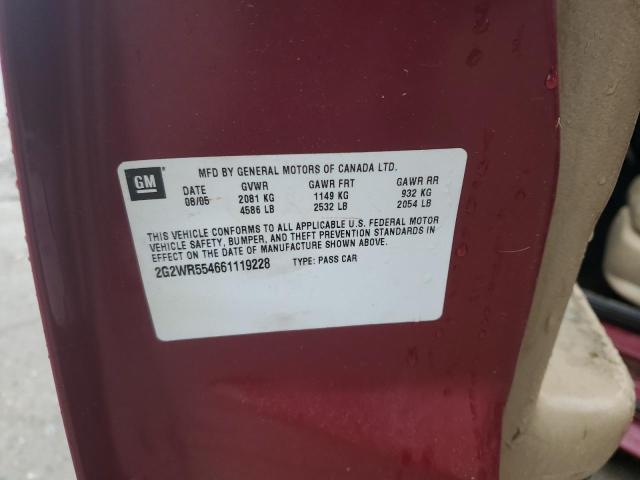 MFD BY GENERAL MOTORS OF CANADA LTD.
GM
DATE GVWR GAWR FRT GAWR RR
08/05 2081 KG 1149 KG 932 KG
4586 LB 2532 LB 2054 LB
THIS VEHICLE CONFORMS TO ALL APPLICABLE U.S. FEDERAL MOTOR
VEHICLE SAFETY, BUMPER, AND THEFT PREVENTION STANDARDS IN
EFFECT ON THE DATE OF MANUFACTURE SHOWN ABOVE.
2G2WR554661119228 TYPE: PASS CAR